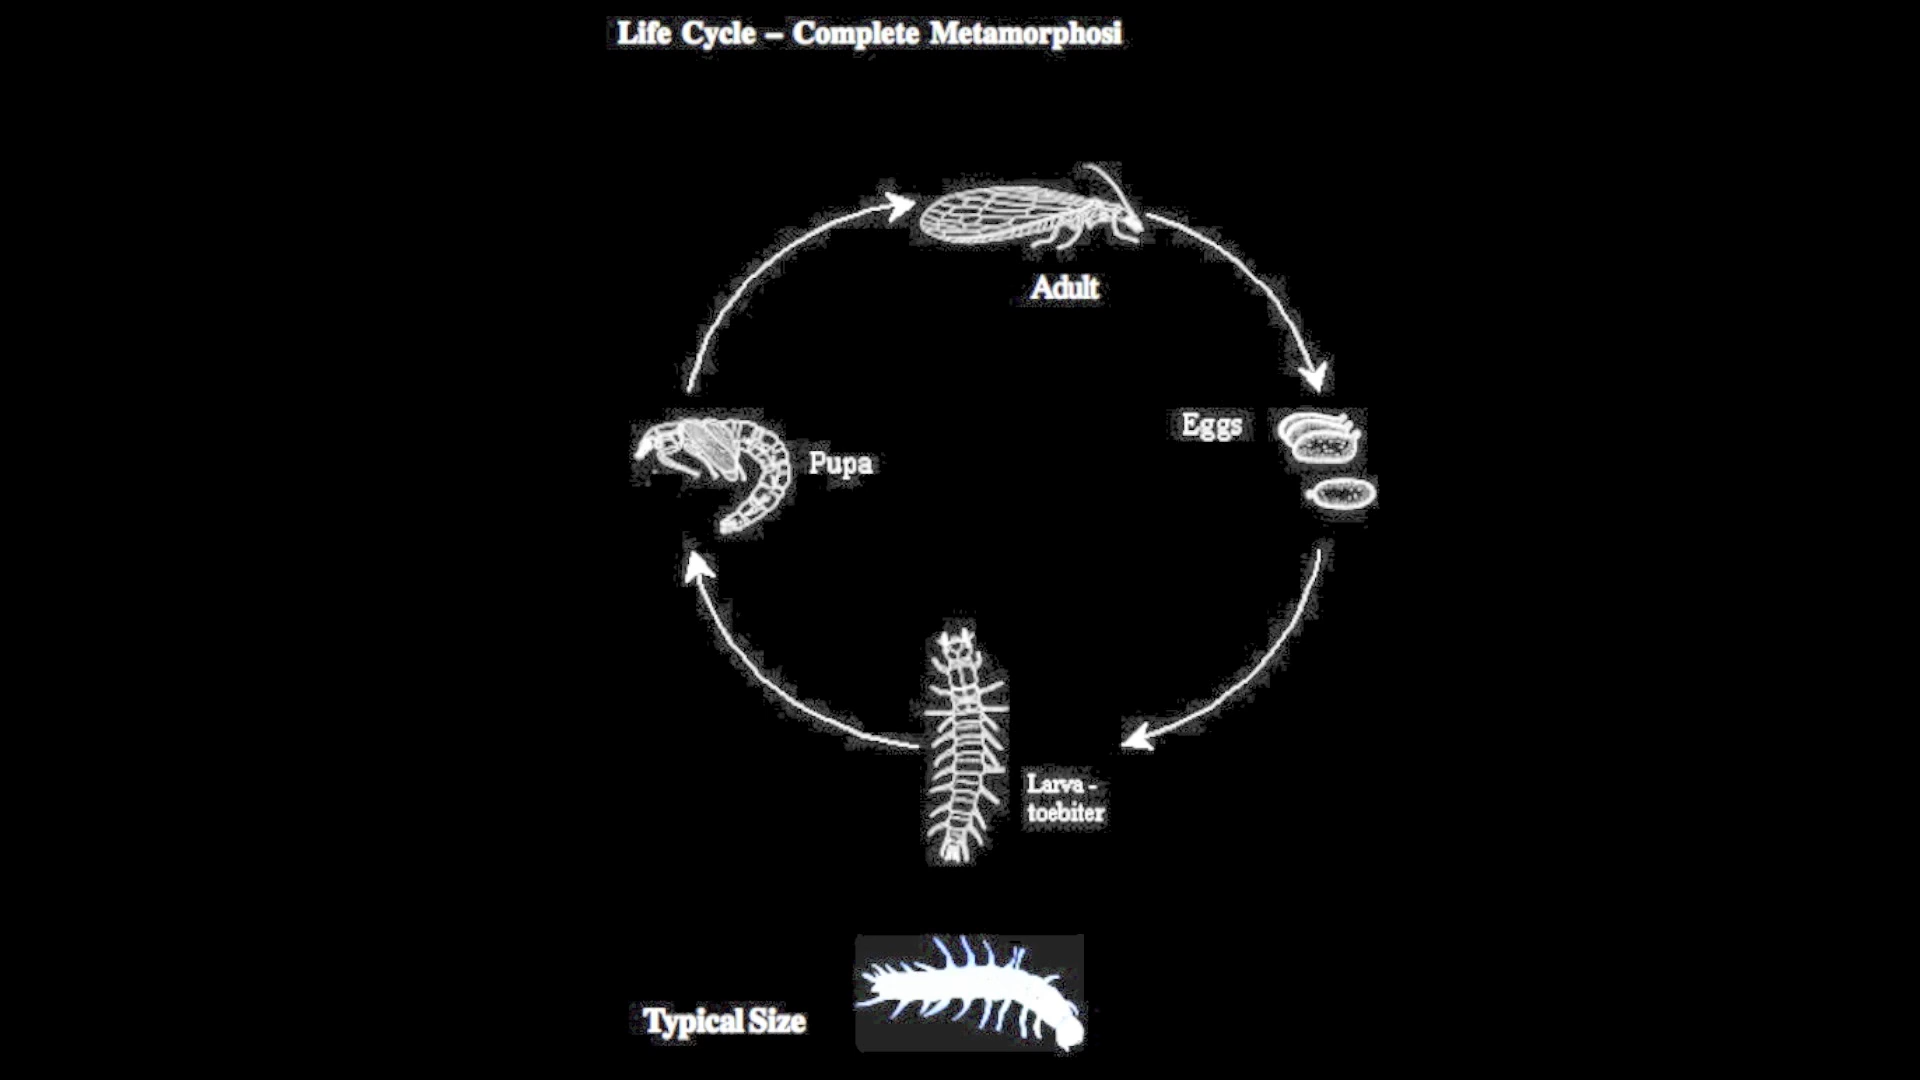 Life Cycle – Complete Metamorphosi
Adult
Eggs
Pupa
Larva -
toebiter
Typical Size